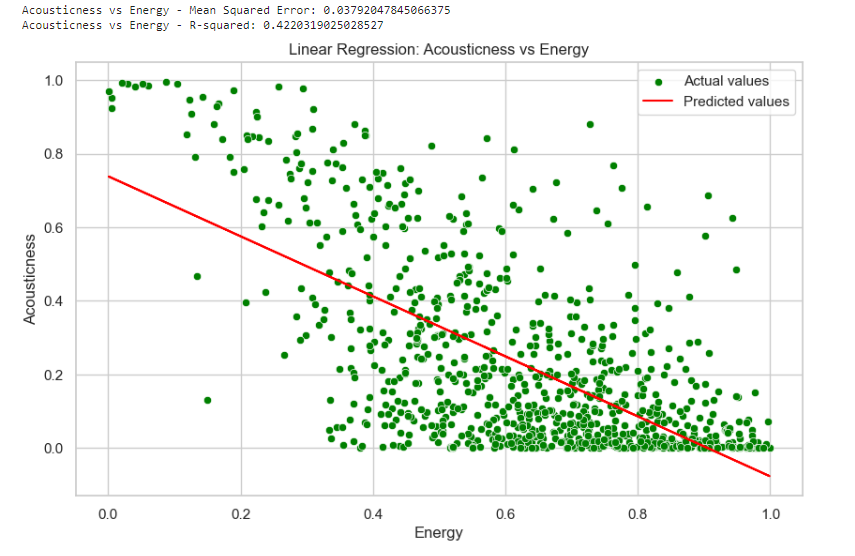 Acousticness vs Energy - Mean Squared Error: 0.03792047845066375
Acousticness vs Energy - R-squared: 0.4220319025028527
Linear Regression: Acousticness vs Energy
Actual values
Predicted values
1.0
0.8
0.6
0.4
0.2
0.0
Acousticness
0.0 0.2 0.4 0.6 0.8 1.0
Energy